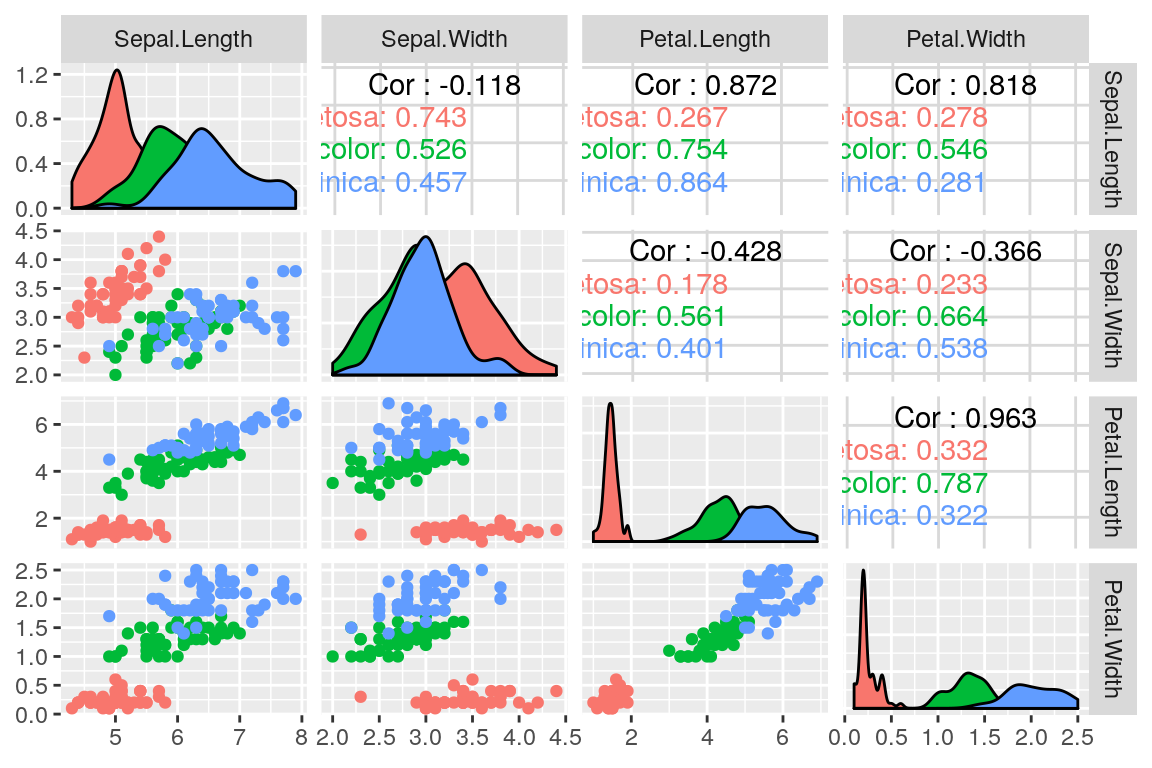 Sepal.Length
Sepal.Width
Petal.Length
Petal.Width
1.2
0.8
0.4
0.0
Cor : -0.118
etosa: 0.743
color: 0.526
inica: 0.457
Cor : 0.872
etosa: 0.267
color: 0.754
inica: 0.864
Cor : 0.818
etosa: 0.278
color: 0.546
inica: 0.281
Sepal.Length
4.5
4.0
3.5
3.0
2.5
2.0
Cor : -0.428
etosa: 0.178
color: 0.561
inica: 0.401
Cor : -0.366
etosa: 0.233
color: 0.664
inica: 0.538
Sepal.Width
6
4
2
Cor : 0.963
etosa: 0.332
color: 0.787
inica: 0.322
Petal.Length
2.5
2.0
1.5
1.0
0.5
0.0
Petal.Width
5 6 7 8
2.0 2.5 3.0 3.5 4.0 4.5
2 4 6
0.0 0.5 1.0 1.5 2.0 2.5